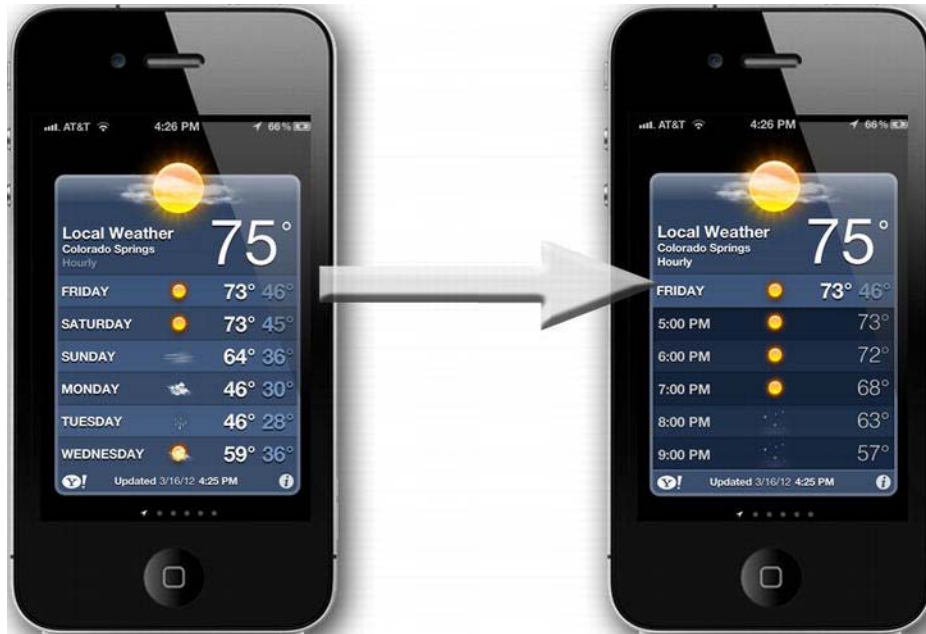 AT&T 4:26 PM 66%
Local Weather
Colorado Springs
Hourly
75°
FRIDAY 73° 46°
SATURDAY 73° 45°
SUNDAY 64° 36°
MONDAY 46° 30°
TUESDAY 46° 28°
WEDNESDAY 59° 36°
Y! Updated 3/16/12 4:25 PM i
AT&T 4:26 PM 66%
Local Weather
Colorado Springs
Hourly
75°
FRIDAY 73° 46°
5:00 PM 73°
6:00 PM 72°
7:00 PM 68°
8:00 PM 63°
9:00 PM 57°
Y! Updated 3/16/12 4:25 PM i